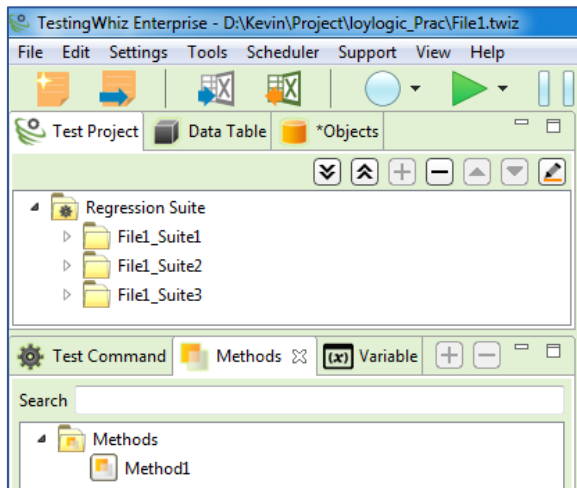 TestingWhiz Enterprise - D:\Kevin\Project\loylogic_Prac\File1.twiz
File Edit Settings Tools Scheduler Support View Help
Test Project Data Table *Objects
Regression Suite
File1_Suite1
File1_Suite2
File1_Suite3
Test Command Methods (x) Variable
Search
Methods
Method1